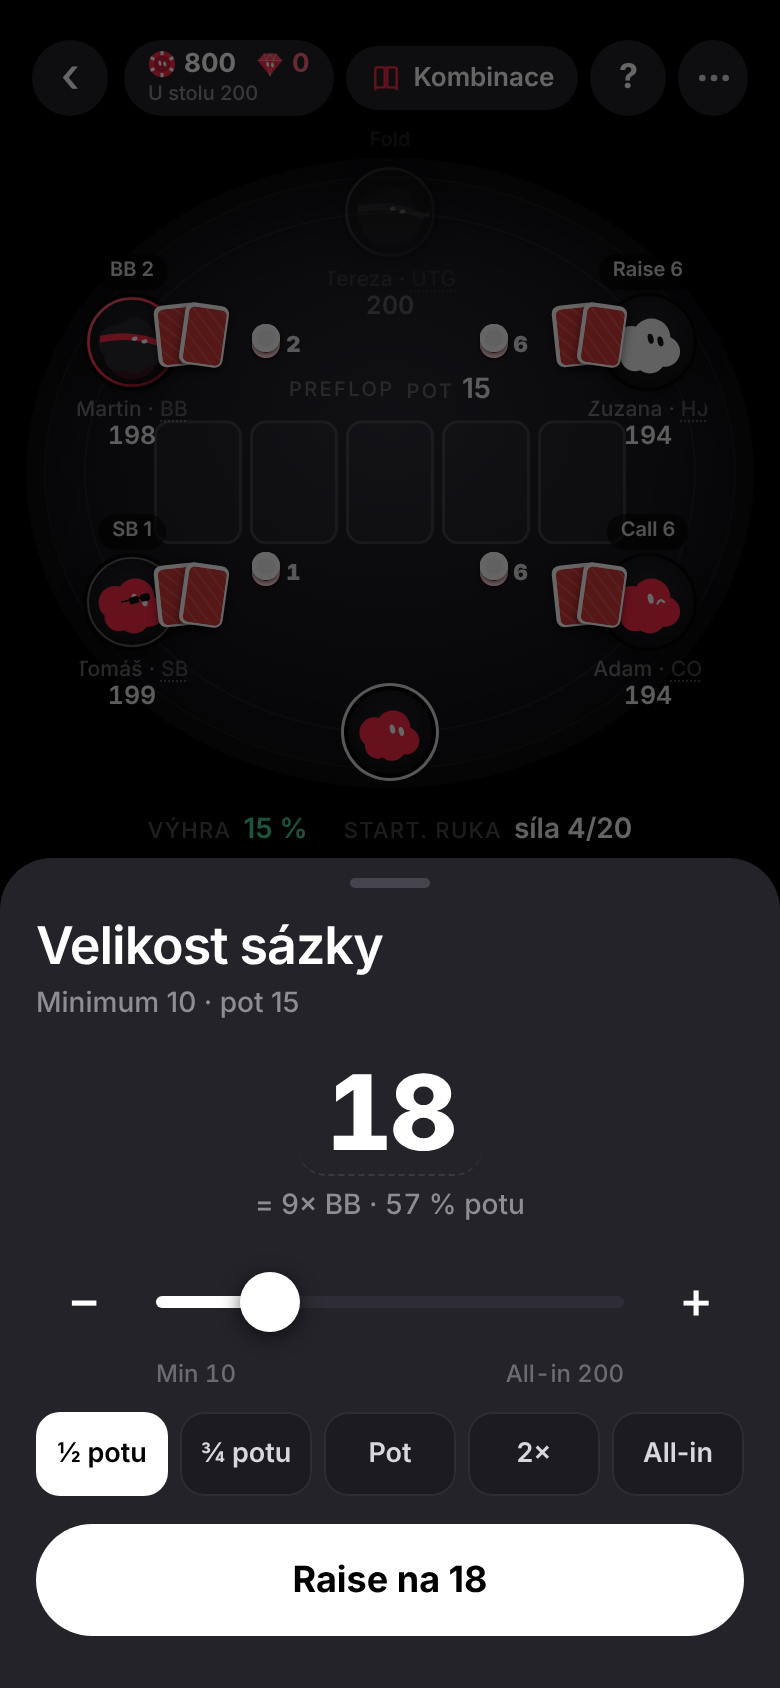 800 0
U stolu 200
Kombinace
?
Fold
BB 2
Raise 6
Tereza · UTG
200
2
6
PREFLOP POT 15
Martin · BB
198
Zuzana · HJ
194
SB 1
Call 6
1
6
Tomáš · SB
199
Adam · CO
194
VÝHRA 15 % START. RUKA síla 4/20
Velikost sázky
Minimum 10 · pot 15
18
= 9× BB · 57 % potu
− +
Min 10 All-in 200
½ potu ¾ potu Pot 2× All-in
Raise na 18